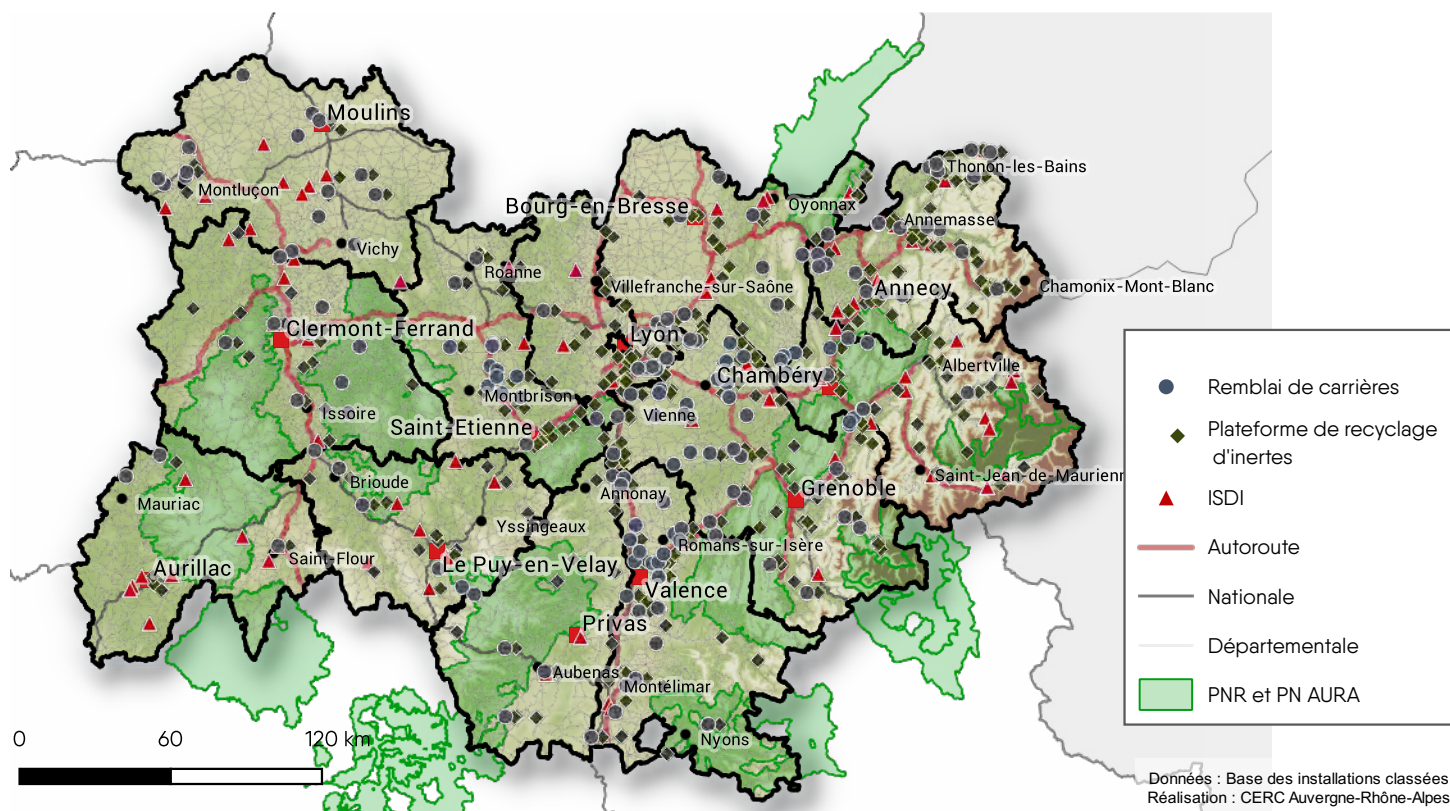 Moulins
Montluçon
Vichy
Bourg-en-Bresse
Oyonnax
Thonon-les-Bains
Annemasse
Roanne
Villefranche-sur-Saône
Annecy
Chamonix-Mont-Blanc
Clermont-Ferrand
Lyon
Chambéry
Albertville
Montbrison
Issoire
Saint-Etienne
Vienne
Mauriac
Brioude
Annonay
Grenoble
Saint-Jean-de-Maurienn
Yssingeaux
Romans-sur-Isère
Saint-Flour
Aurillac
Le Puy-en-Velay
Valence
Privas
Aubenas
Montélimar
Nyons
Remblai de carrières
Plateforme de recyclage
d'inertes
ISDI
Autoroute
Nationale
Départementale
PNR et PN AURA
0 60 120 km
Données : Base des installations classées
Réalisation : CERC Auvergne-Rhône-Alpes